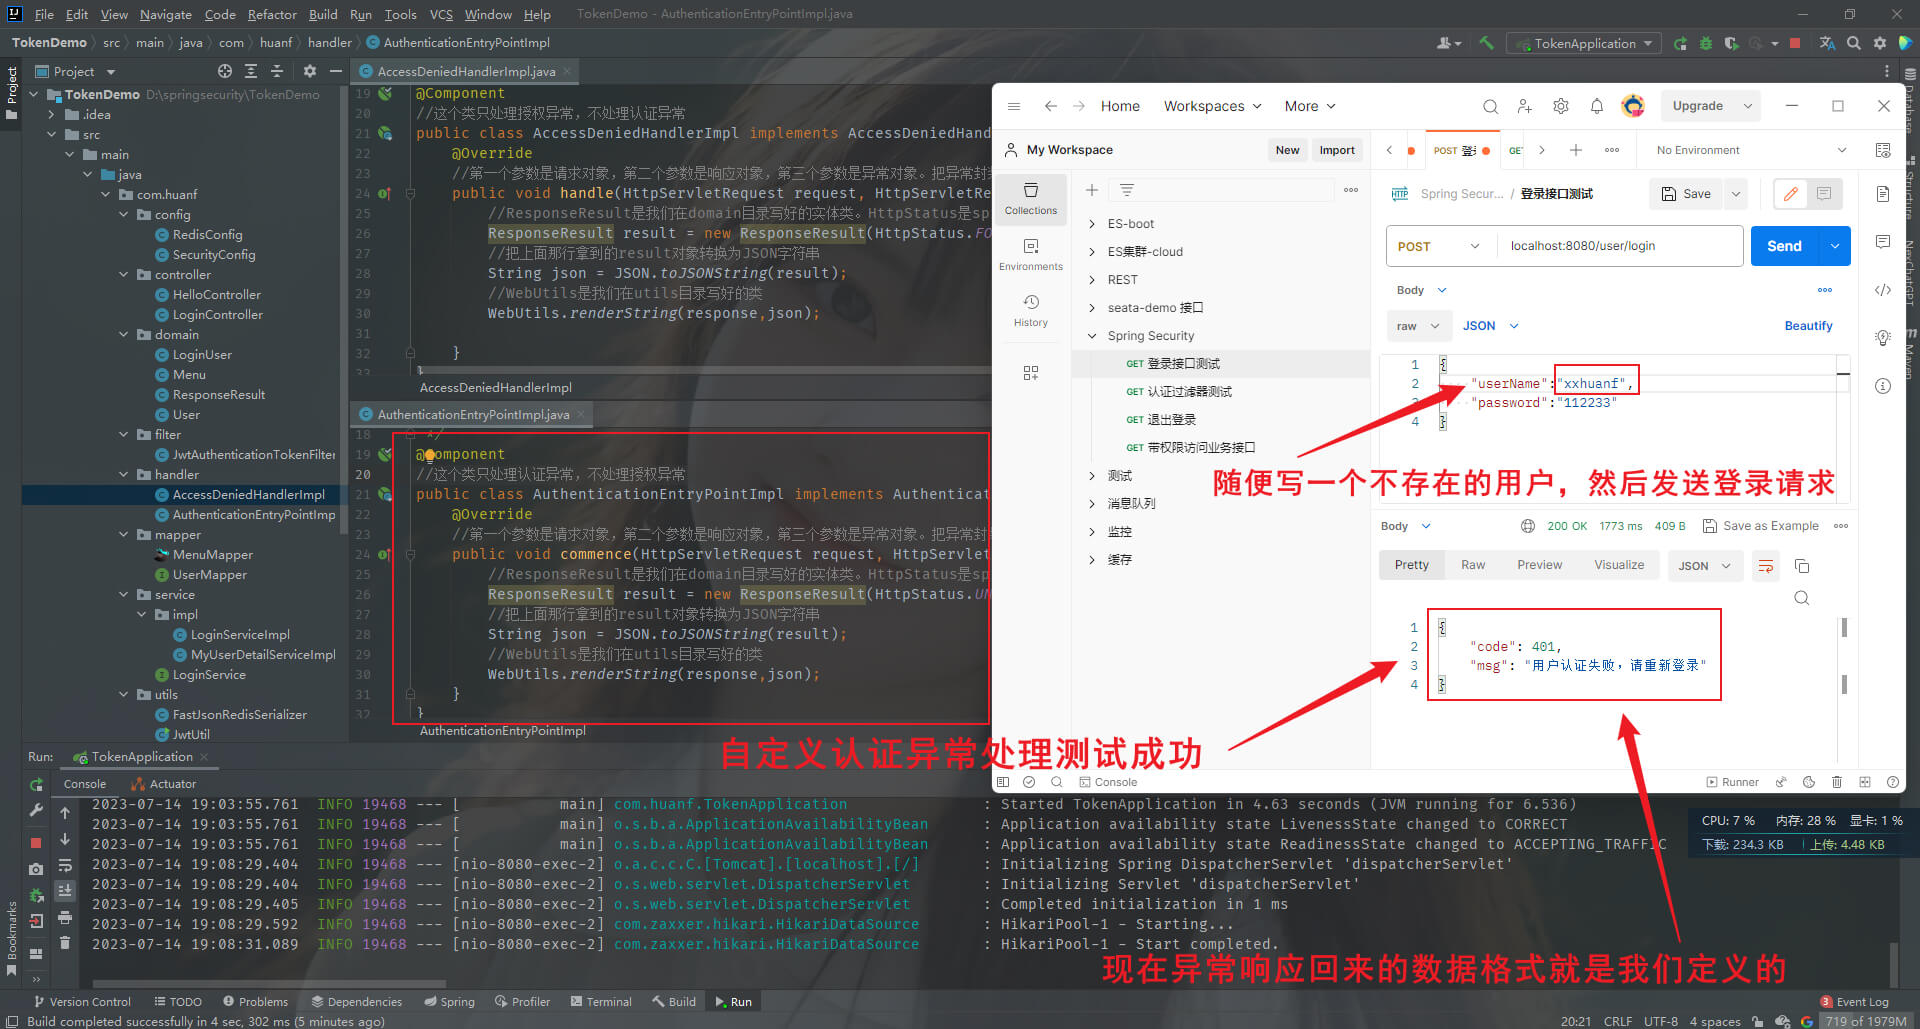 File Edit View Navigate Code Refactor Build Run Tools VCS Window Help TokenDemo - AuthenticationEntryPointImpl.java
TokenDemo src main java com huanf handler AuthenticationEntryPointImpl
TokenApplication
Project
Project
TokenDemo D:\springsecurity\TokenDemo
.idea
src
main
java
com.huanf
config
RedisConfig
SecurityConfig
controller
HelloController
LoginController
domain
LoginUser
Menu
ResponseResult
User
filter
JwtAuthenticationTokenFilter
handler
AccessDeniedHandlerImpl
AuthenticationEntryPointImp
mapper
MenuMapper
UserMapper
service
impl
LoginServiceImpl
MyUserDetailServiceImpl
LoginService
utils
FastJsonRedisSerializer
JwtUtil
AccessDeniedHandlerImpl.java
19 @Component
20 //这个类只处理授权异常，不处理认证异常
21 public class AccessDeniedHandlerImpl implements AccessDeniedHand
22 @Override
23 //第一个参数是请求对象，第二个参数是响应对象，第三个参数是异常对象。把异常封
24 public void handle(HttpServletRequest request, HttpServletRe
25 //ResponseResult是我们在domain目录写好的实体类。HttpStatus是sp
26 ResponseResult result = new ResponseResult(HttpStatus.FO
27 //把上面那行拿到的result对象转换为JSON字符串
28 String json = JSON.toJSONString(result);
29 //WebUtils是我们在utils目录写好的类
30 WebUtils.renderString(response,json);
31
32 }
33 }
AccessDeniedHandlerImpl
AuthenticationEntryPointImpl.java
18 */
19 @Component
20 //这个类只处理认证异常，不处理授权异常
21 public class AuthenticationEntryPointImpl implements Authenticat
22 @Override
23 //第一个参数是请求对象，第二个参数是响应对象，第三个参数是异常对象。把异常封
24 public void commence(HttpServletRequest request, HttpServlet
25 //ResponseResult是我们在domain目录写好的实体类。HttpStatus是sp
26 ResponseResult result = new ResponseResult(HttpStatus.UN
27 //把上面那行拿到的result对象转换为JSON字符串
28 String json = JSON.toJSONString(result);
29 //WebUtils是我们在utils目录写好的类
30 WebUtils.renderString(response,json);
31 }
32 }
AuthenticationEntryPointImpl
Home Workspaces More Upgrade
My Workspace New Import
POST 登录 GET No Environment
Collections
Environments
History
ES-boot
ES集群-cloud
REST
seata-demo 接口
Spring Security
GET 登录接口测试
GET 认证过滤器测试
GET 退出登录
GET 带权限访问业务接口
测试
消息队列
监控
缓存
HTTP Spring Secur... / 登录接口测试 Save
POST localhost:8080/user/login Send
Body
raw JSON Beautify
1 {
2 "userName":"xxhuanf",
3 "password":"112233"
4 }
随便写一个不存在的用户，然后发送登录请求
Body 200 OK 1773 ms 409 B Save as Example
Pretty Raw Preview Visualize JSON
1 {
2 "code": 401,
3 "msg": "用户认证失败，请重新登录"
4 }
自定义认证异常处理测试成功
Console Runner
Database
Structure
NexChatGPT
Maven
Run: TokenApplication
Console Actuator
2023-07-14 19:03:55.761 INFO 19468 --- [ main] com.huanf.TokenApplication : Started TokenApplication in 4.63 seconds (JVM running for 6.536)
2023-07-14 19:03:55.761 INFO 19468 --- [ main] o.s.b.a.ApplicationAvailabilityBean : Application availability state LivenessState changed to CORRECT
2023-07-14 19:03:55.761 INFO 19468 --- [ main] o.s.b.a.ApplicationAvailabilityBean : Application availability state ReadinessState changed to ACCEPTING_TRAFFIC
2023-07-14 19:08:29.404 INFO 19468 --- [nio-8080-exec-2] o.a.c.c.C.[Tomcat].[localhost].[/] : Initializing Spring DispatcherServlet 'dispatcherServlet'
2023-07-14 19:08:29.404 INFO 19468 --- [nio-8080-exec-2] o.s.web.servlet.DispatcherServlet : Initializing Servlet 'dispatcherServlet'
2023-07-14 19:08:29.405 INFO 19468 --- [nio-8080-exec-2] o.s.web.servlet.DispatcherServlet : Completed initialization in 1 ms
2023-07-14 19:08:29.592 INFO 19468 --- [nio-8080-exec-2] com.zaxxer.hikari.HikariDataSource : HikariPool-1 - Starting...
2023-07-14 19:08:31.089 INFO 19468 --- [nio-8080-exec-2] com.zaxxer.hikari.HikariDataSource : HikariPool-1 - Start completed.
CPU: 7 % 内存: 28 % 显卡: 1 %
下载: 234.3 KB 上传: 4.48 KB
现在异常响应回来的数据格式就是我们定义的
Bookmarks
Version Control TODO Problems Dependencies Spring Profiler Terminal Build Run 3 Event Log
Build completed successfully in 4 sec, 302 ms (5 minutes ago) 20:21 CRLF UTF-8 4 spaces 719 of 1979M